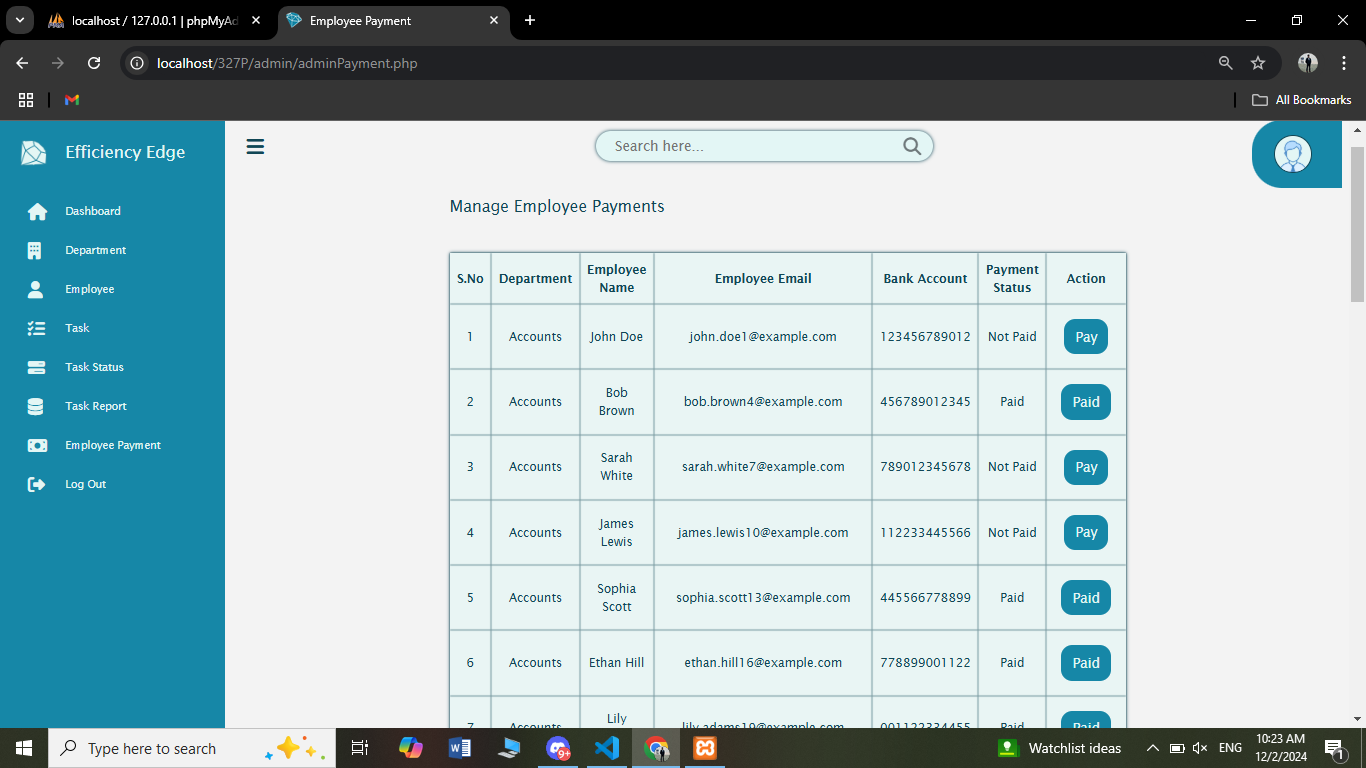 localhost / 127.0.0.1 | phpMyAd
Employee Payment
localhost/327P/admin/adminPayment.php
All Bookmarks
Efficiency Edge
Search here...
Dashboard
Department
Employee
Task
Task Status
Task Report
Employee Payment
Log Out
Manage Employee Payments
S.No Department Employee Name Employee Email Bank Account Payment Status Action
1 Accounts John Doe john.doe1@example.com 123456789012 Not Paid Pay
2 Accounts Bob Brown bob.brown4@example.com 456789012345 Paid Paid
3 Accounts Sarah White sarah.white7@example.com 789012345678 Not Paid Pay
4 Accounts James Lewis james.lewis10@example.com 112233445566 Not Paid Pay
5 Accounts Sophia Scott sophia.scott13@example.com 445566778899 Paid Paid
6 Accounts Ethan Hill ethan.hill16@example.com 778899001122 Paid Paid
7 Accounts Lily lily.adams19@example.com 001122334455 Paid Paid
Type here to search
9+
Watchlist ideas
ENG
10:23 AM
12/2/2024
1